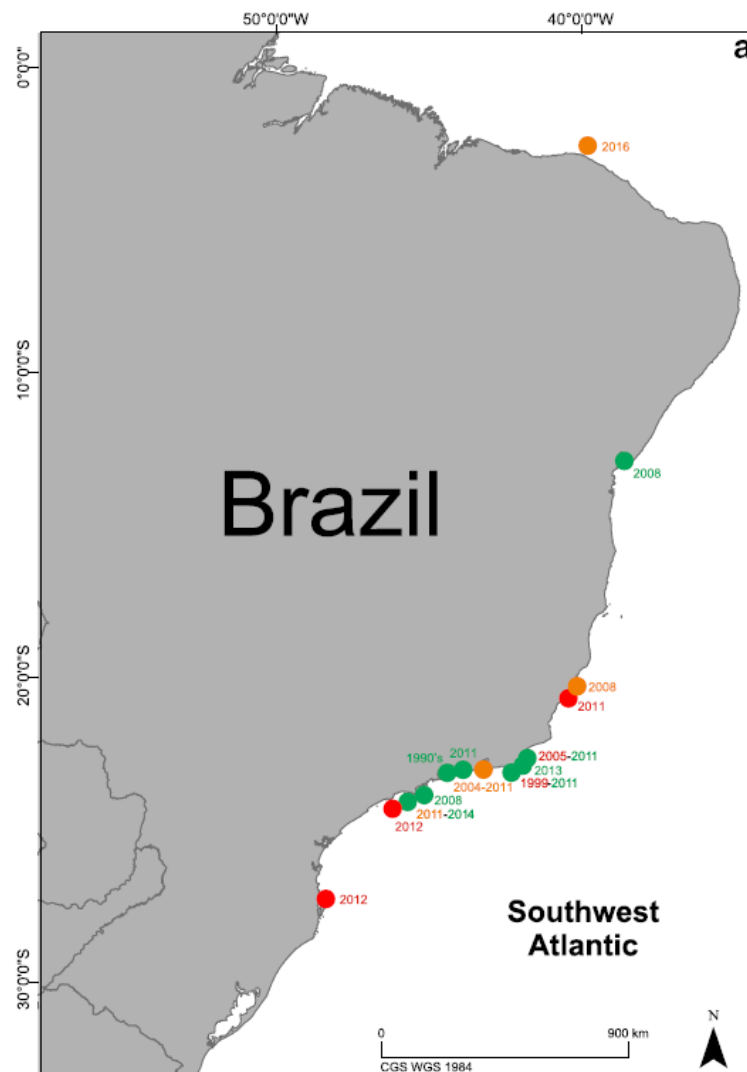 50°0'0"W
40°0'0"W
a
0°0'0"
2016
10°0'0"S
2008
Brazil
20°0'0"S
2008
2011
1990's
2011
2005-2011
2013
2004-2011
1999-2011
2008
2011-2014
2012
2012
Southwest
Atlantic
30°0'0"S
N
0
900 km
CGS WGS 1984